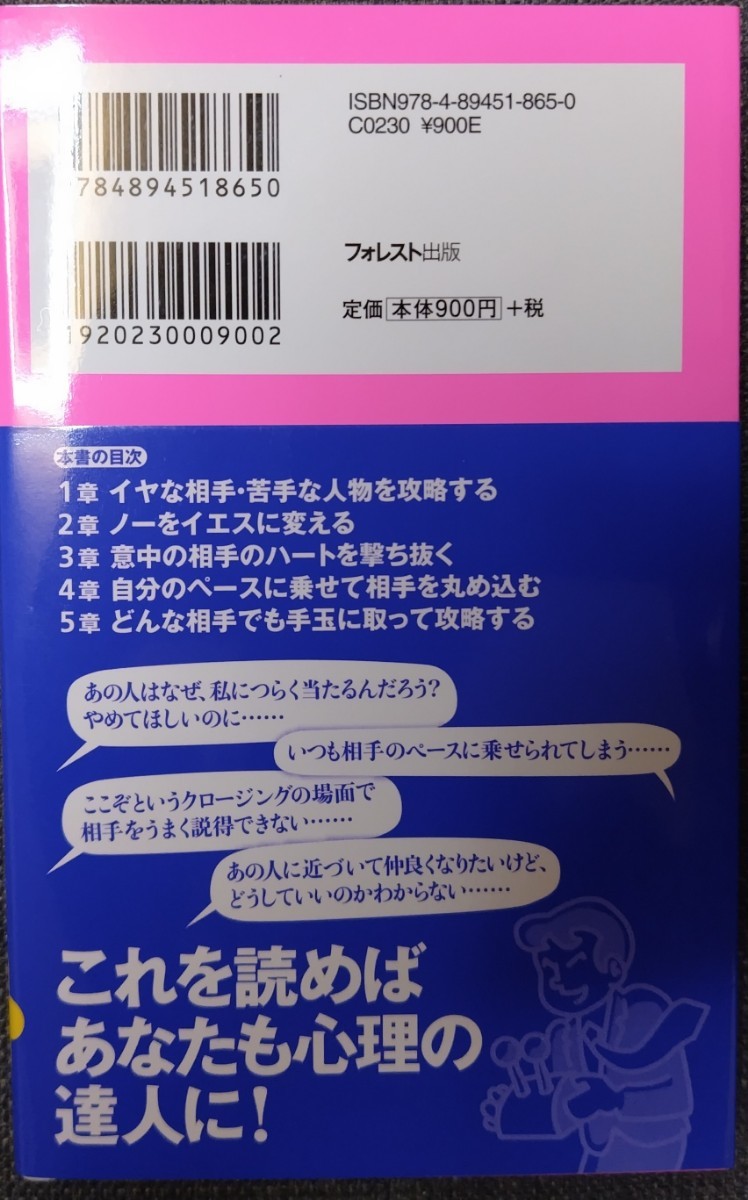 ISBN978-4-89451-865-0
C0230 ¥900E
784894518650
フォレスト出版
定価 本体900円 +税
1920230009002
本書の目次
1章 イヤな相手・苦手な人物を攻略する
2章 ノーをイエスに変える
3章 意中の相手のハートを撃ち抜く
4章 自分のペースに乗せて相手を丸め込む
5章 どんな相手でも手玉に取って攻略する
あの人はなぜ、私につらく当たるんだろう?
やめてほしいのに……
いつも相手のペースに乗せられてしまう……
ここぞというクロージングの場面で
相手をうまく説得できない……
あの人に近づいて仲良くなりたいけど、
どうしていいのかわからない……
これを読めば
あなたも心理の
達人に!